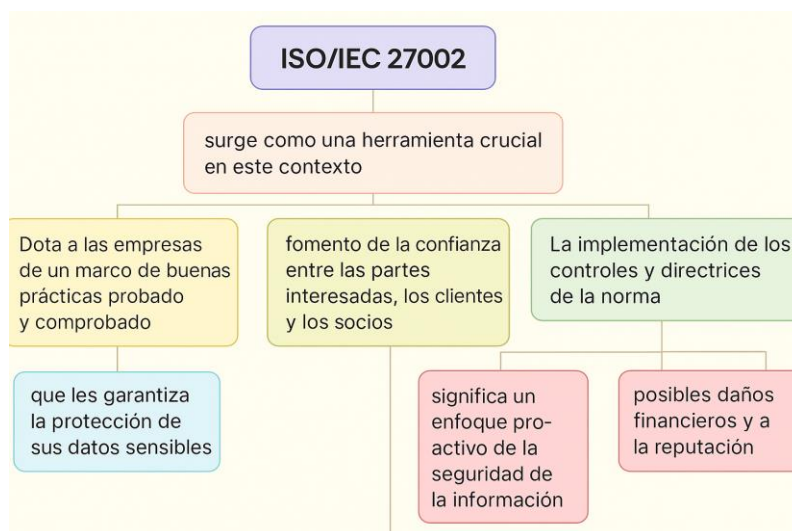 ISO/IEC 27002
surge como una herramienta crucial
en este contexto
Dota a las empresas
de un marco de buenas
prácticas probado
y comprobado
fomento de la confianza
entre las partes
interesadas, los clientes
y los socios
La implementación de los
controles y directrices
de la norma
que les garantiza
la protección de
sus datos sensibles
significa un
enfoque pro-
activo de la
seguridad de
la información
posibles daños
financieros y a
la reputación